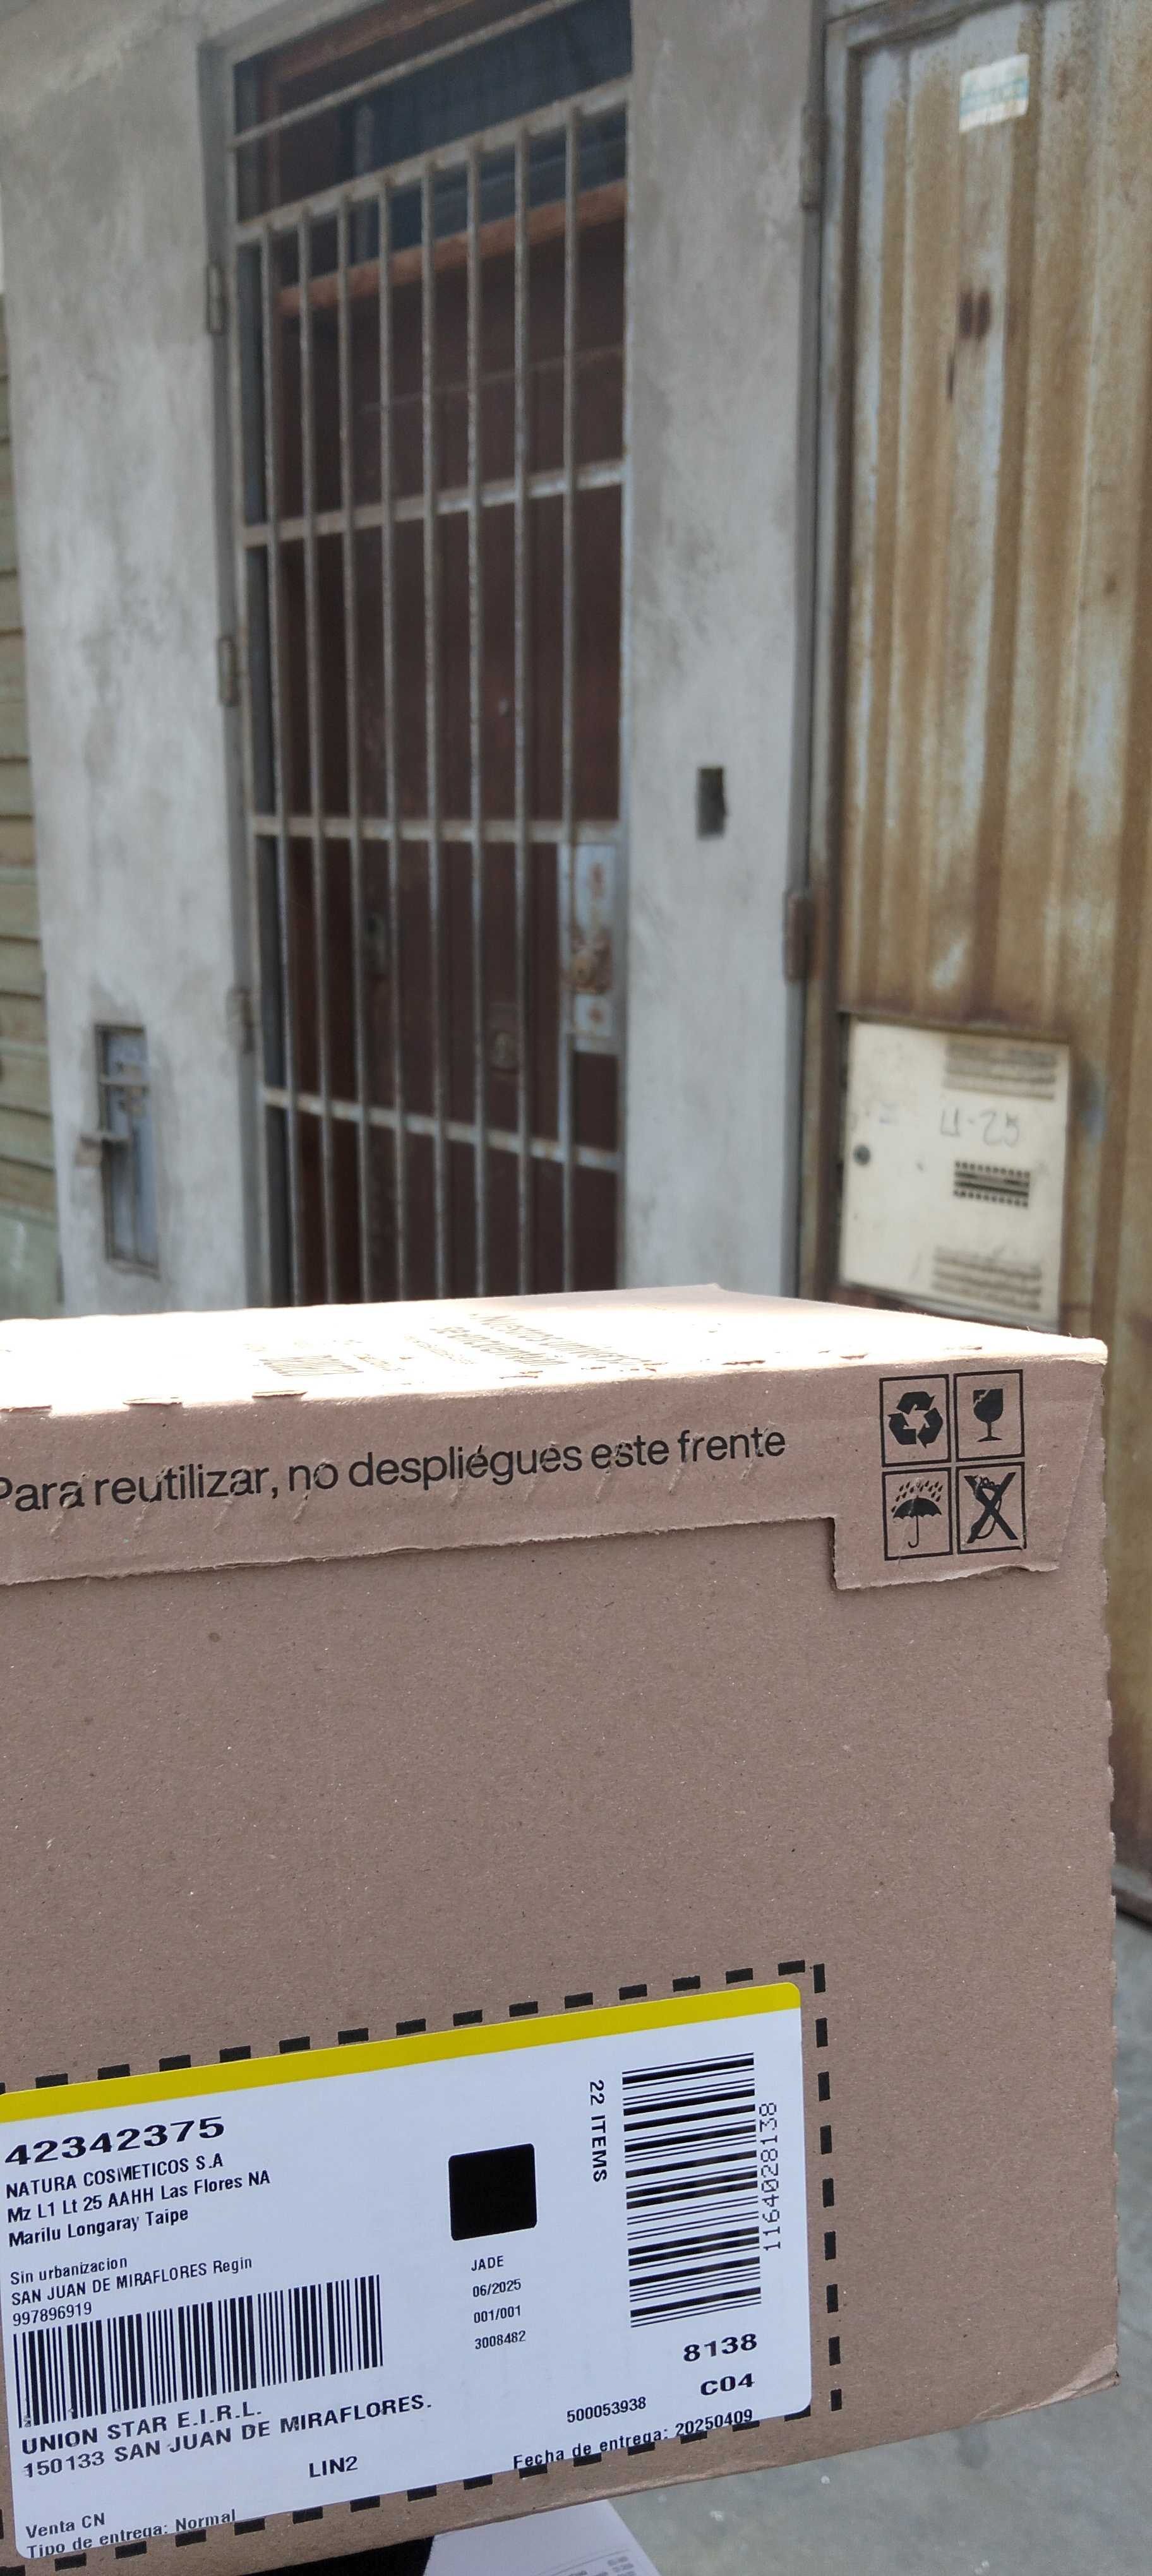 L1-25
Para reutilizar, no despliégues este frente
42342375
NATURA COSMETICOS S.A
Mz L1 Lt 25 AAHH Las Flores NA
Marilu Longaray Taipe
Sin urbanizacion
SAN JUAN DE MIRAFLORES Regin
997896919
UNION STAR E.I.R.L.
150133 SAN JUAN DE MIRAFLORES.
LIN2
Venta CN
Tipo de entrega: Normal
JADE
06/2025
001/001
3008482
22 ITEMS
1164028138
8138
C04
500053938
Fecha de entrega: 20250409